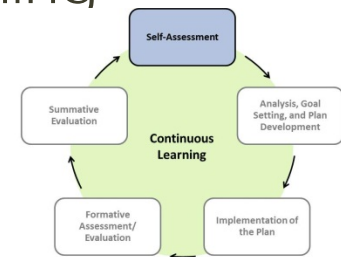 Self-Assessment
Analysis, Goal
Setting, and Plan
Development
Implementation of
the Plan
Formative
Assessment/
Evaluation
Summative
Evaluation
Continuous
Learning